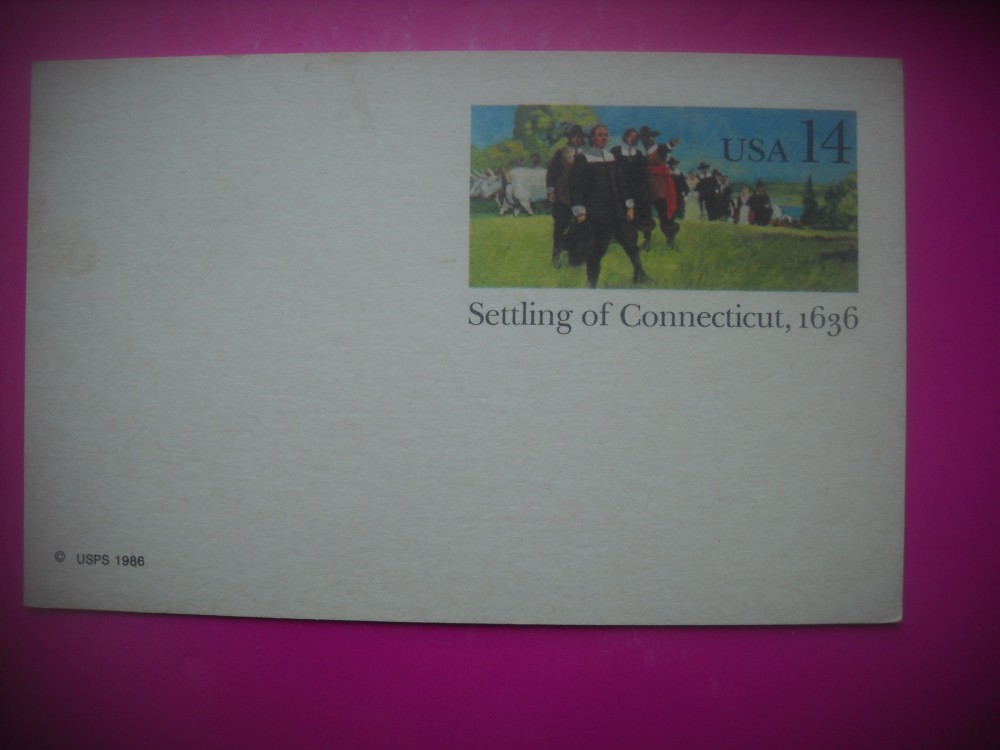 USA 14
Settling of Connecticut, 1636
© USPS 1986